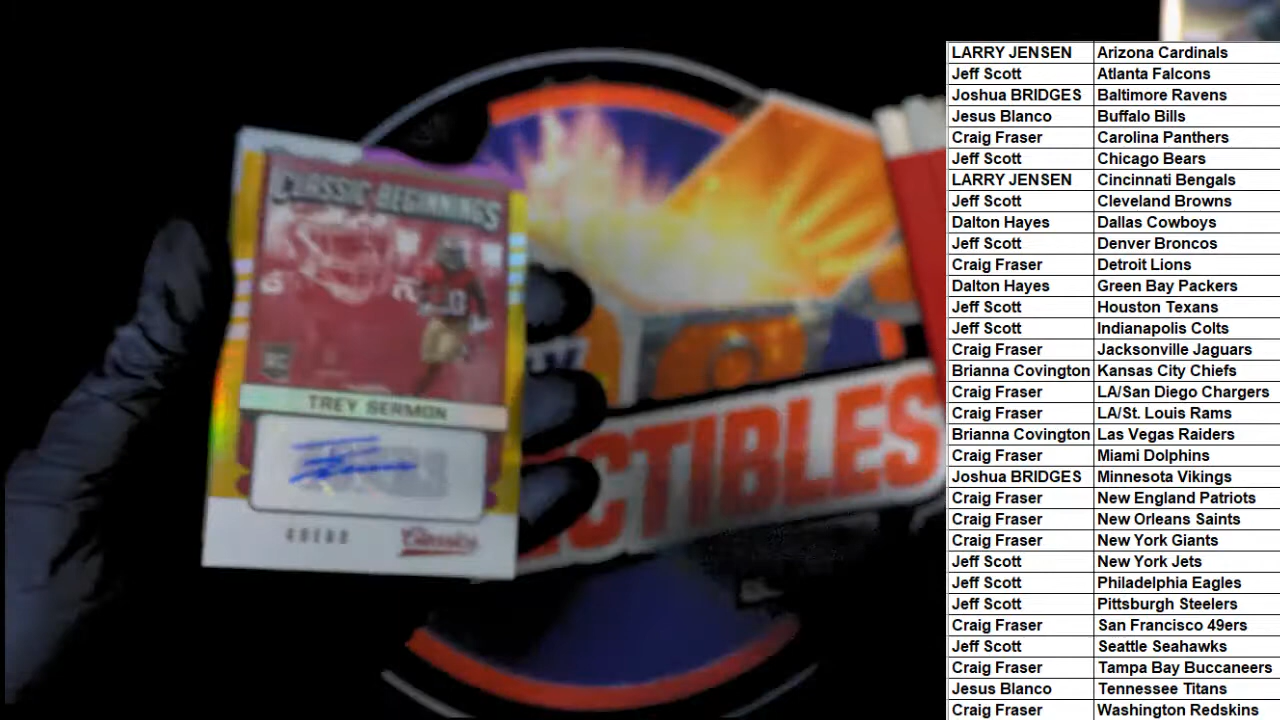 CLASSIC BEGINNINGS
RC
TREY SERMON
49ERS
Classics
CTIBLES
LARRY JENSEN Arizona Cardinals
Jeff Scott Atlanta Falcons
Joshua BRIDGES Baltimore Ravens
Jesus Blanco Buffalo Bills
Craig Fraser Carolina Panthers
Jeff Scott Chicago Bears
LARRY JENSEN Cincinnati Bengals
Jeff Scott Cleveland Browns
Dalton Hayes Dallas Cowboys
Jeff Scott Denver Broncos
Craig Fraser Detroit Lions
Dalton Hayes Green Bay Packers
Jeff Scott Houston Texans
Jeff Scott Indianapolis Colts
Craig Fraser Jacksonville Jaguars
Brianna Covington Kansas City Chiefs
Craig Fraser LA/San Diego Chargers
Craig Fraser LA/St. Louis Rams
Brianna Covington Las Vegas Raiders
Craig Fraser Miami Dolphins
Joshua BRIDGES Minnesota Vikings
Craig Fraser New England Patriots
Craig Fraser New Orleans Saints
Craig Fraser New York Giants
Jeff Scott New York Jets
Jeff Scott Philadelphia Eagles
Jeff Scott Pittsburgh Steelers
Craig Fraser San Francisco 49ers
Jeff Scott Seattle Seahawks
Craig Fraser Tampa Bay Buccaneers
Jesus Blanco Tennessee Titans
Craig Fraser Washington Redskins